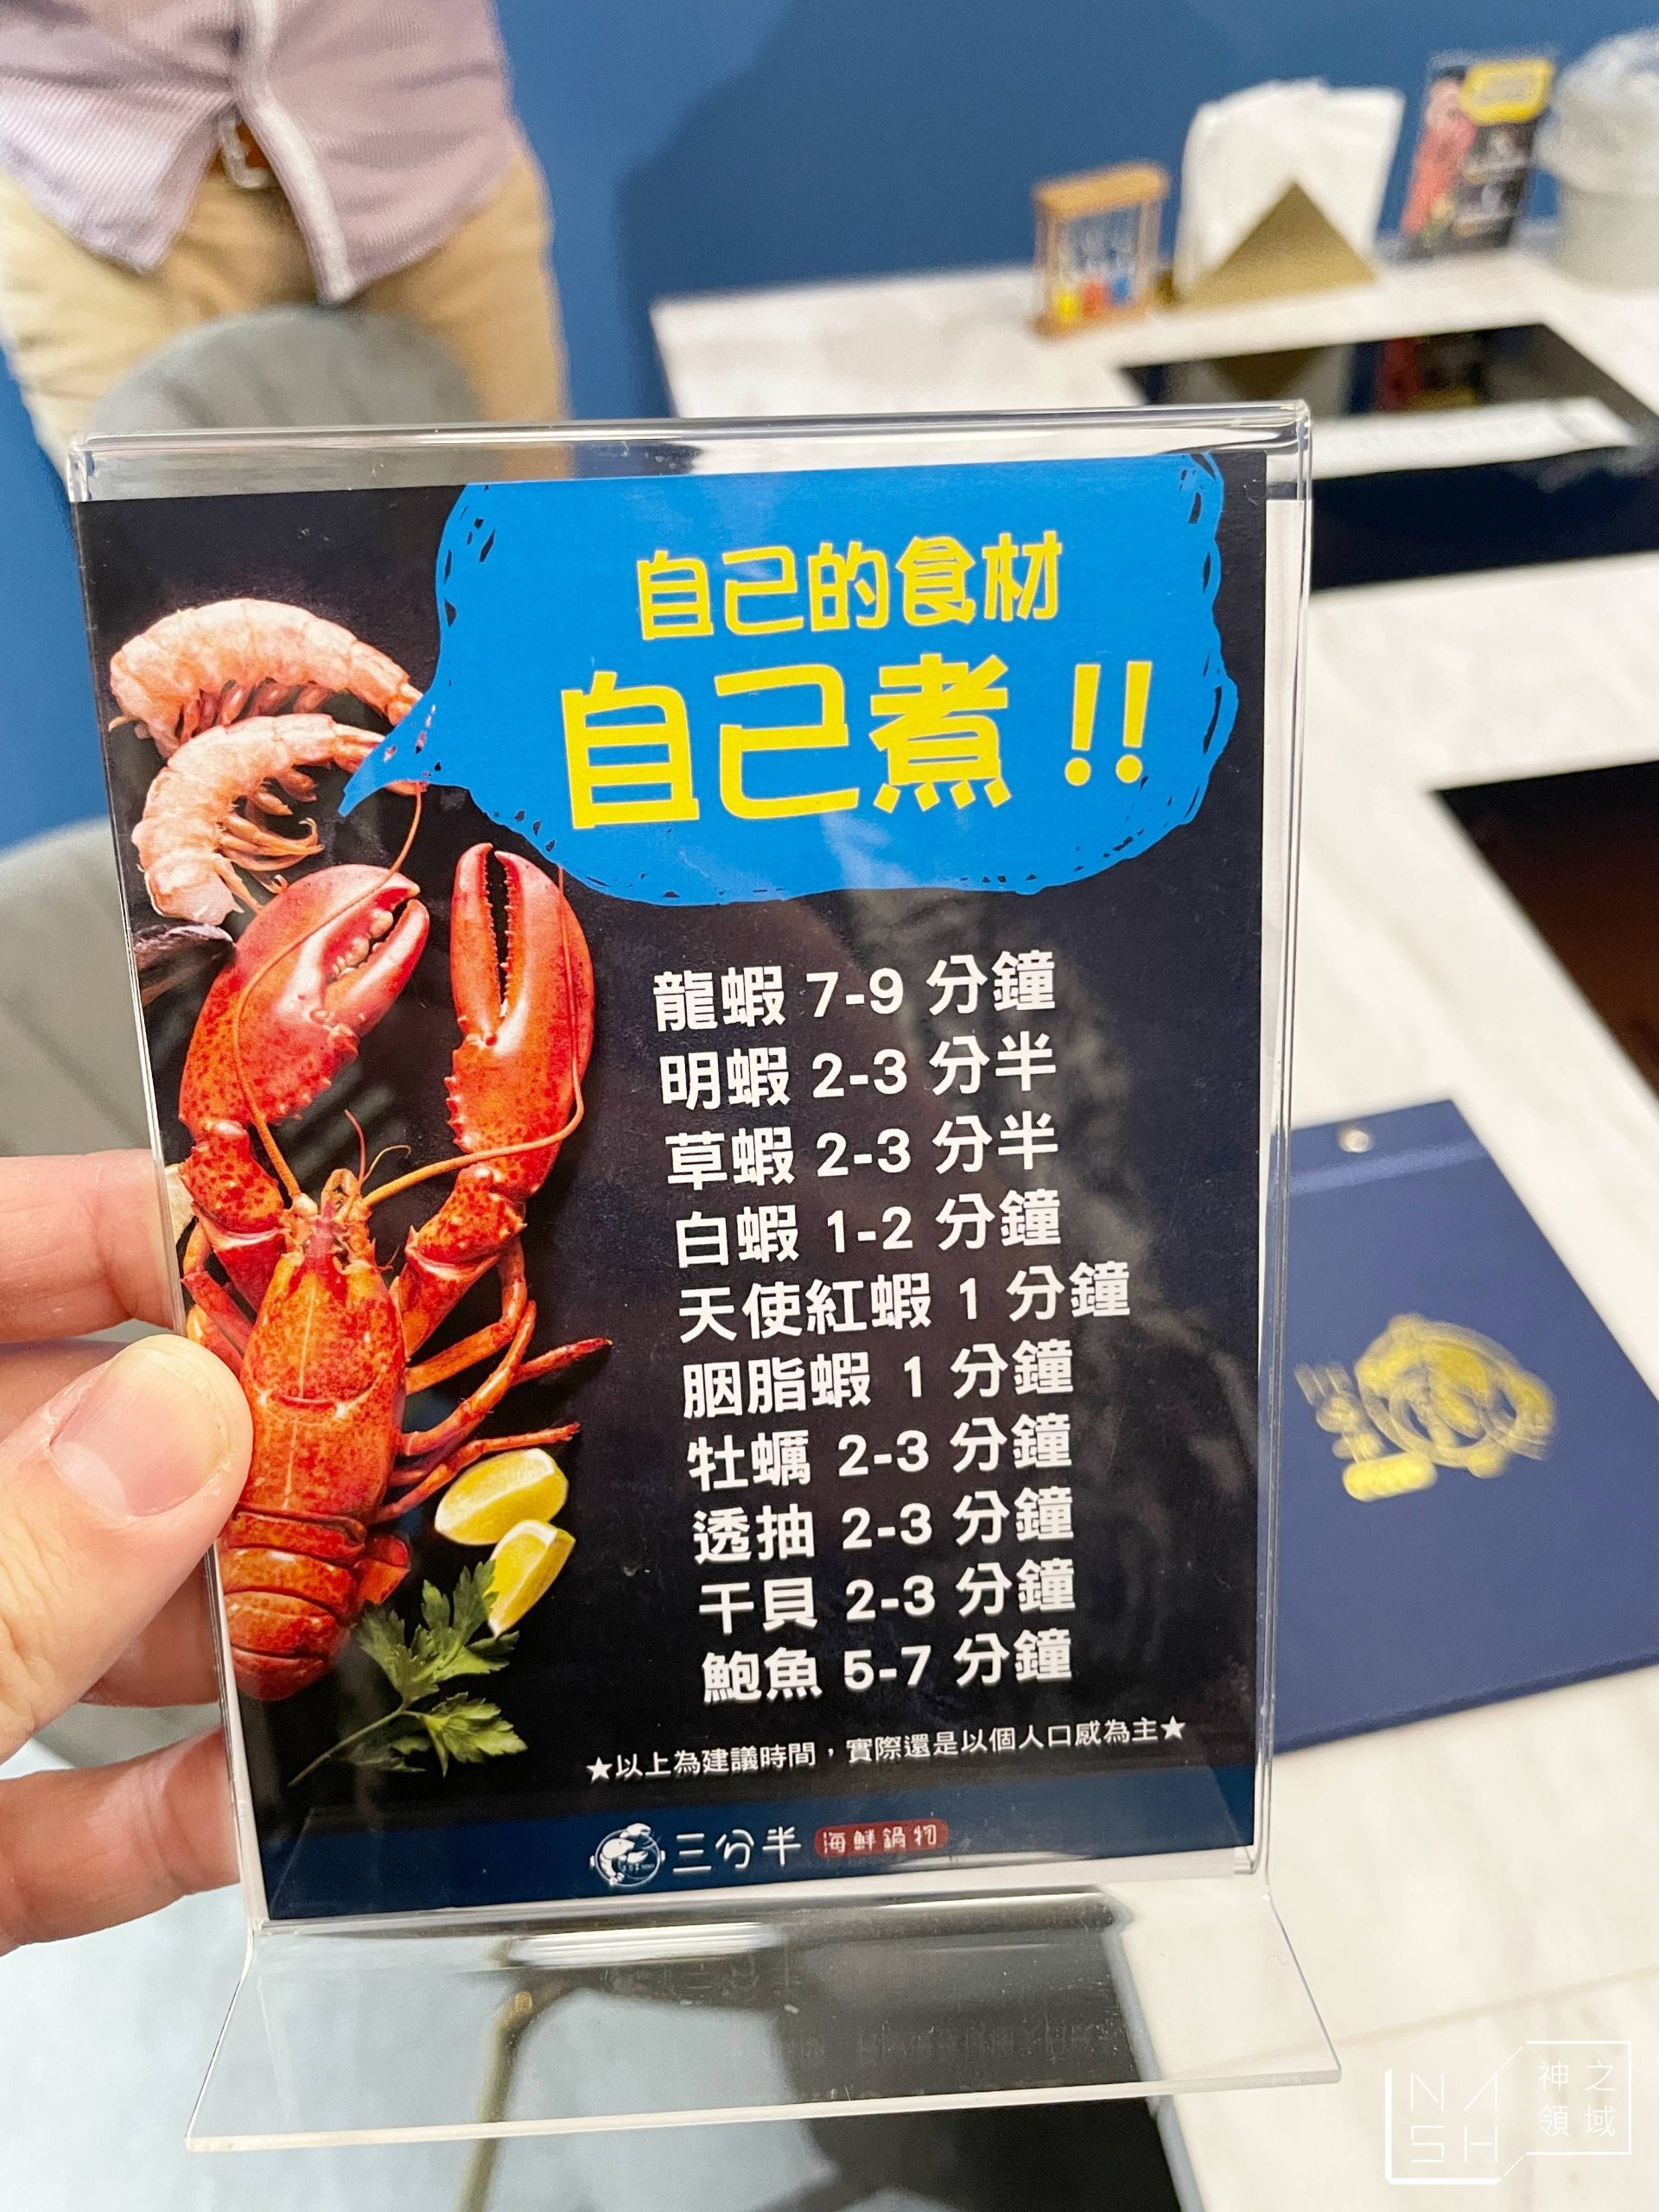 自己的食材
自己煮!!
龍蝦 7-9 分鐘
明蝦 2-3 分半
草蝦 2-3 分半
白蝦 1-2 分鐘
天使紅蝦 1 分鐘
胭脂蝦 1 分鐘
牡蠣 2-3 分鐘
透抽 2-3 分鐘
干貝 2-3 分鐘
鮑魚 5-7 分鐘
★以上為建議時間，實際還是以個人口感為主★
三分半 海鮮鍋物
NASH
神之
領域